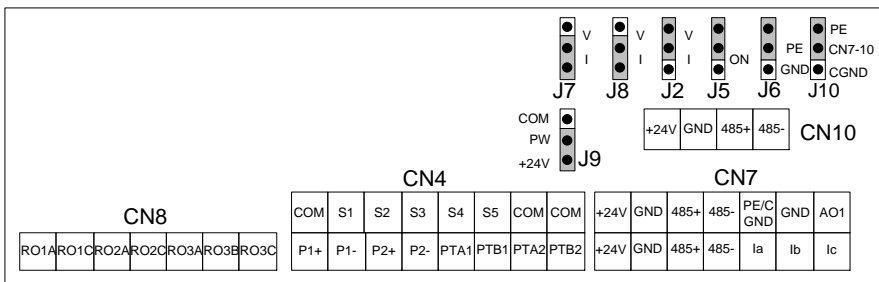 V V V PE
I I I ON PE CN7-10
GND CGND
J7 J8 J2 J5 J6 J10
COM
PW
+24V J9
+24V GND 485+ 485- CN10
CN8 CN4 CN7
COM S1 S2 S3 S4 S5 COM COM
+24V GND 485+ 485- PE/C GND GND AO1
RO1A RO1C RO2A RO2C RO3A RO3B RO3C
P1+ P1- P2+ P2- PTA1 PTB1 PTA2 PTB2
+24V GND 485+ 485- Ia Ib Ic